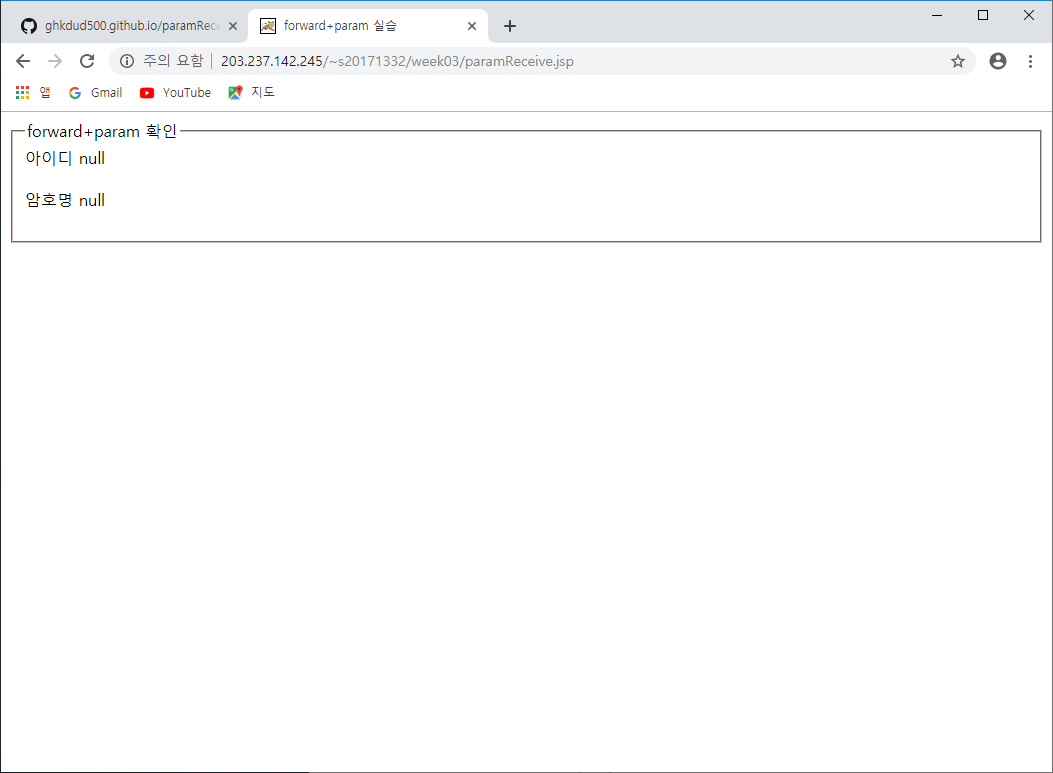 ghkdud500.github.io/paramRece
forward+param 실습
주의 요함 | 203.237.142.245/~s20171332/week03/paramReceive.jsp
앱 Gmail YouTube 지도
forward+param 확인
아이디 null
암호명 null